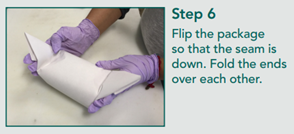 Step 6
Flip the package
so that the seam is
down. Fold the ends
over each other.